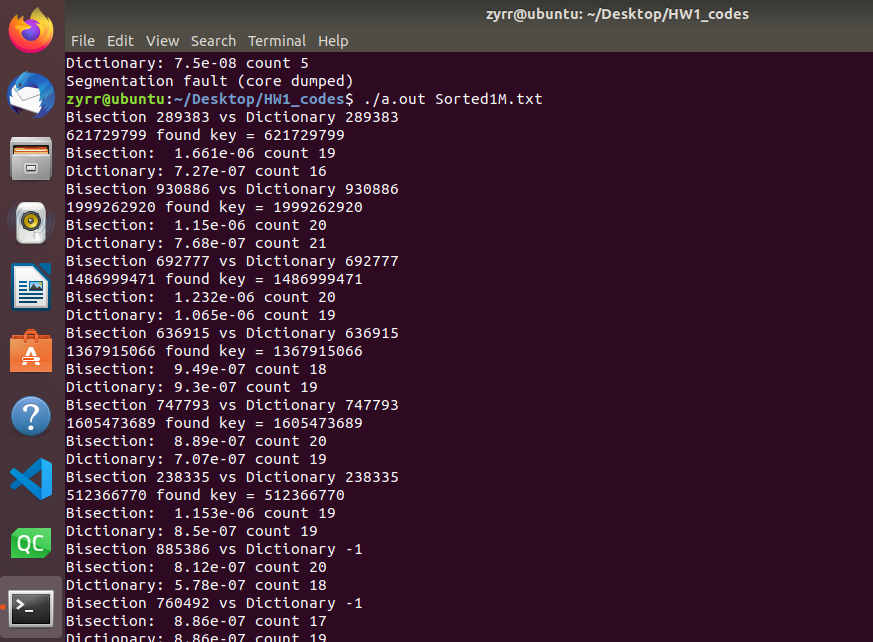 zyrr@ubuntu: ~/Desktop/HW1_codes
File Edit View Search Terminal Help
Dictionary: 7.5e-08 count 5
Segmentation fault (core dumped)
zyrr@ubuntu:~/Desktop/HW1_codes$ ./a.out Sorted1M.txt
Bisection 289383 vs Dictionary 289383
621729799 found key = 621729799
Bisection:  1.661e-06 count 19
Dictionary: 7.27e-07 count 16
Bisection 930886 vs Dictionary 930886
1999262920 found key = 1999262920
Bisection:  1.15e-06 count 20
Dictionary: 7.68e-07 count 21
Bisection 692777 vs Dictionary 692777
1486999471 found key = 1486999471
Bisection:  1.232e-06 count 20
Dictionary: 1.065e-06 count 19
Bisection 636915 vs Dictionary 636915
1367915066 found key = 1367915066
Bisection:  9.49e-07 count 18
Dictionary: 9.3e-07 count 19
Bisection 747793 vs Dictionary 747793
1605473689 found key = 1605473689
Bisection:  8.89e-07 count 20
Dictionary: 7.07e-07 count 19
Bisection 238335 vs Dictionary 238335
512366770 found key = 512366770
Bisection:  1.153e-06 count 19
Dictionary: 8.5e-07 count 19
Bisection 885386 vs Dictionary -1
Bisection:  8.12e-07 count 20
Dictionary: 5.78e-07 count 18
Bisection 760492 vs Dictionary -1
Bisection:  8.86e-07 count 17
Dictionary: 8.86e-07 count 19
A
?
QC
>_